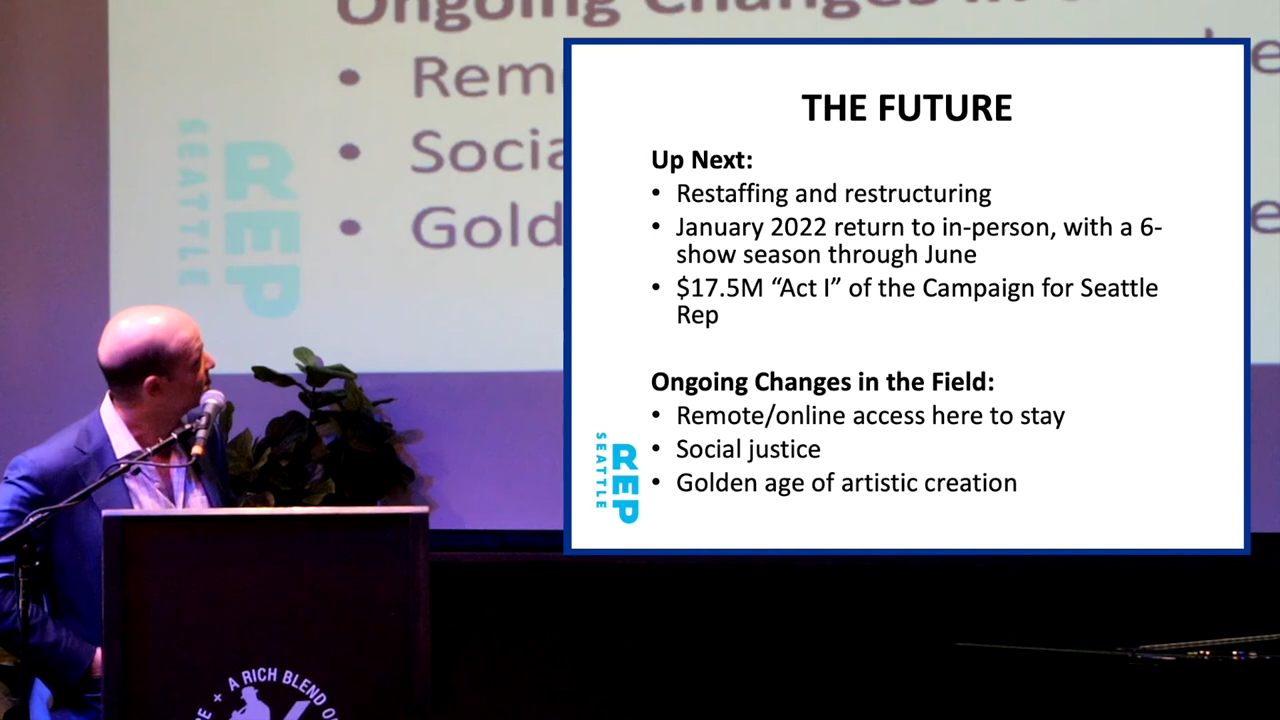 Ongoing Changes in
Rem
Socia
Gold
SEATTLE
REP
THE FUTURE
Up Next:
• Restaffing and restructuring
• January 2022 return to in-person, with a 6-
show season through June
• $17.5M “Act I” of the Campaign for Seattle
Rep
Ongoing Changes in the Field:
• Remote/online access here to stay
• Social justice
• Golden age of artistic creation
SEATTLE
REP
+ A RICH BLEND O